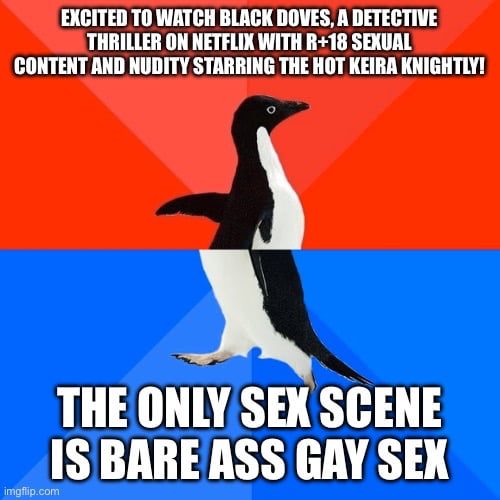 EXCITED TO WATCH BLACK DOVES, A DETECTIVE
THRILLER ON NETFLIX WITH R+18 SEXUAL
CONTENT AND NUDITY STARRING THE HOT KEIRA KNIGHTLY!
THE ONLY SEX SCENE
IS BARE ASS GAY SEX
imgflip.com